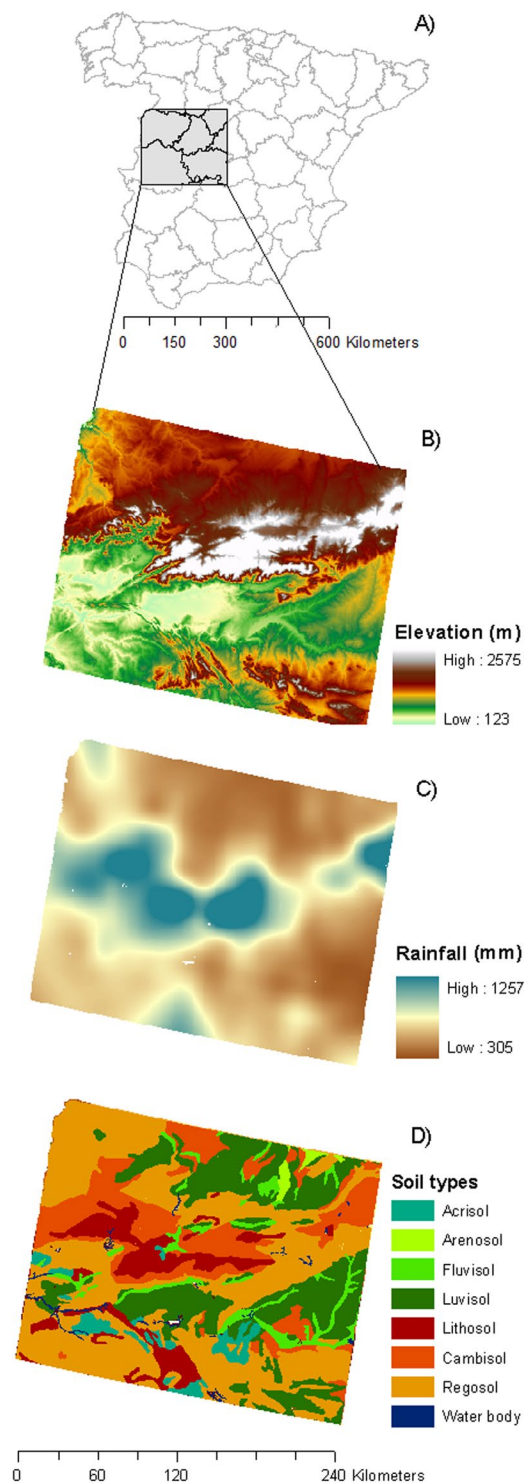 A)
0 150 300 600 Kilometers
B)
Elevation (m)
High : 2575
Low : 123
C)
Rainfall (mm)
High : 1257
Low : 305
D)
Soil types
Acrisol
Arenosol
Fluvisol
Luvisol
Lithosol
Cambisol
Regosol
Water body
0 60 120 240 Kilometers